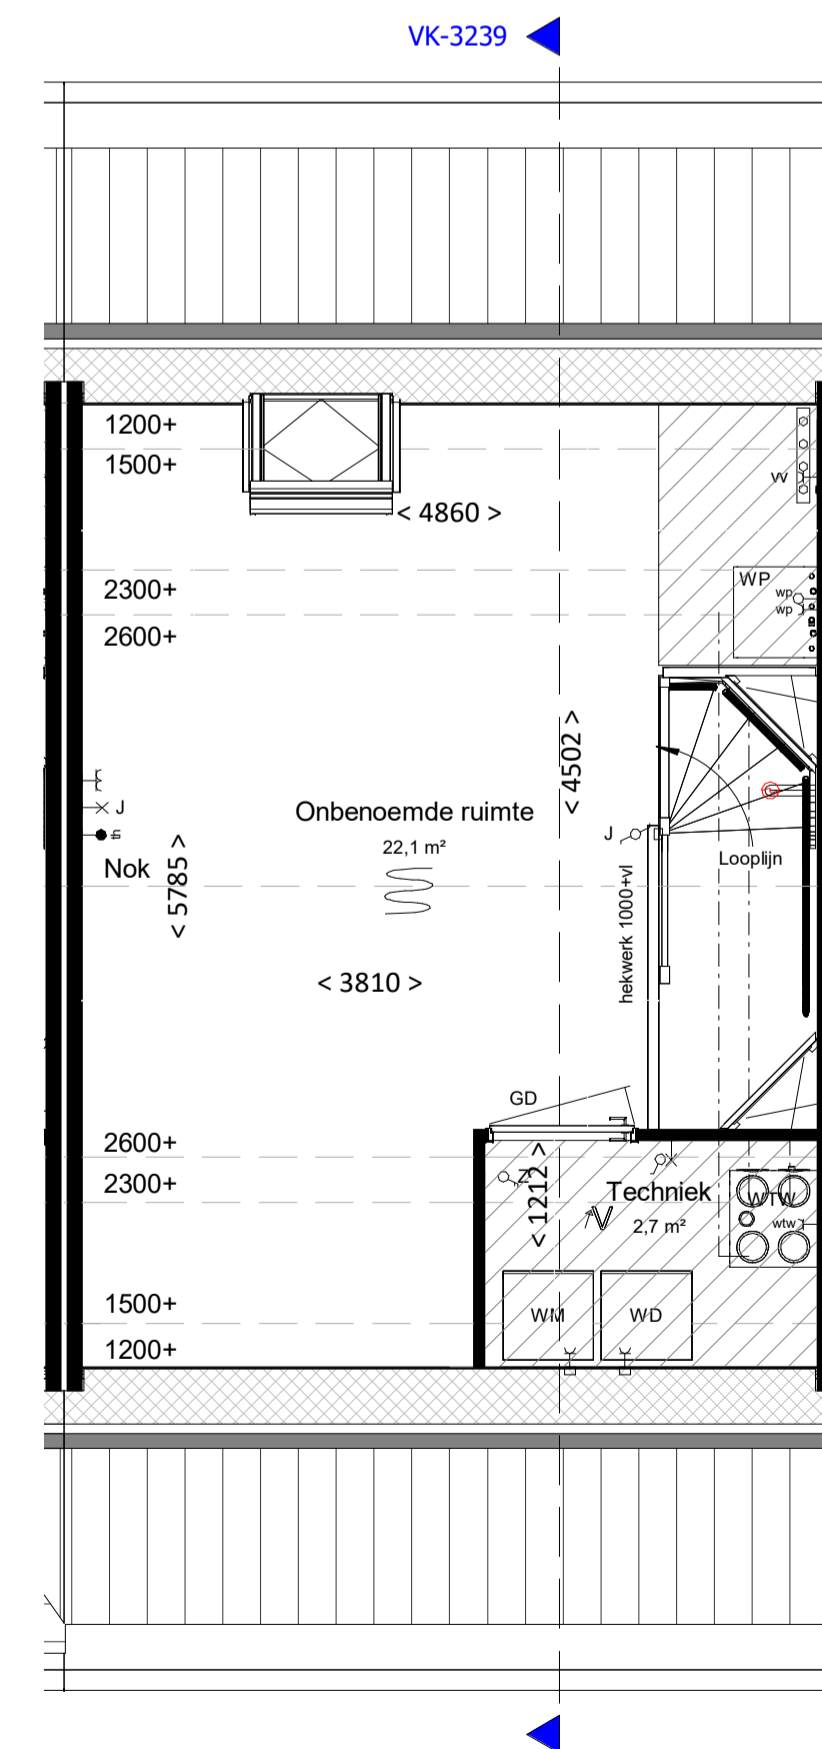 VK-3239
1200+
1500+
< 4860 >
VV
2300+
WP
wp
wp
2600+
< 4502 >
J
Onbenoemde ruimte
22,1 m²
J
Looplijn
Nok
< 5785 >
hekwerk 1000+vl
< 3810 >
GD
2600+
2300+
Z
< 1212 >
Techniek
2,7 m²
WTW
wtw
1500+
WM
WD
1200+